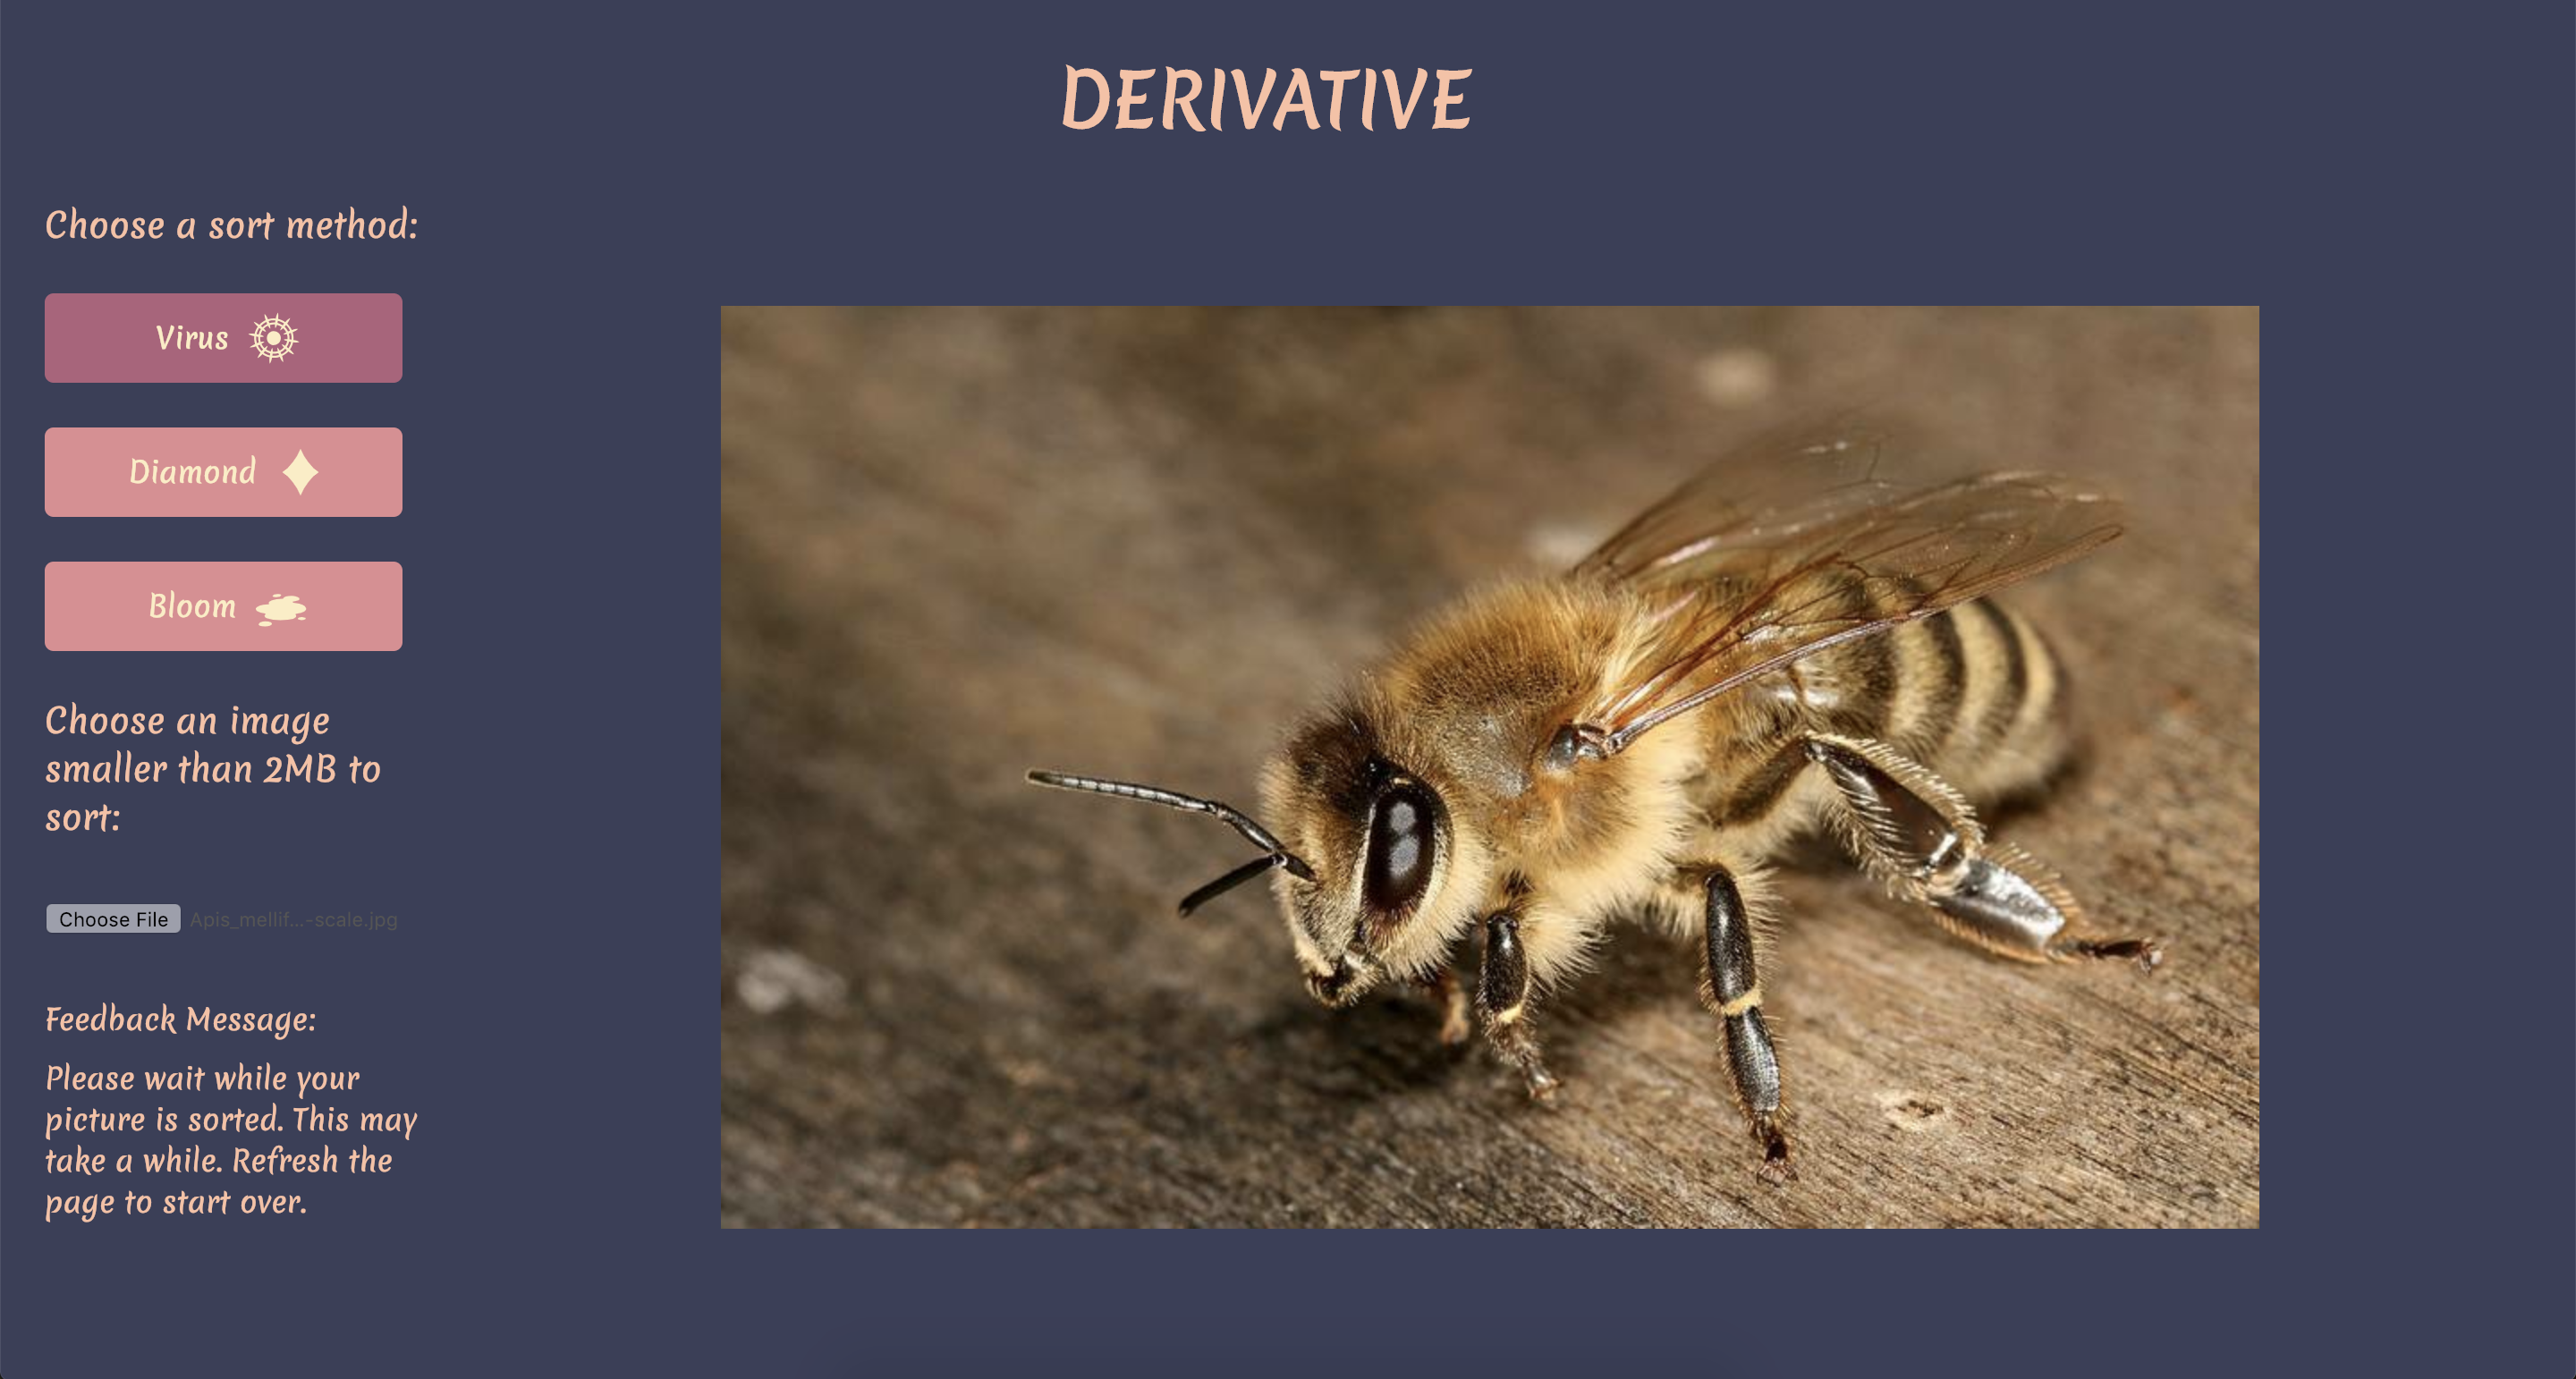 DERIVATIVE
Choose a sort method:
Virus
Diamond
Bloom
Choose an image
smaller than 2MB to
sort:
Choose File Apis_mellif...-scale.jpg
Feedback Message:
Please wait while your
picture is sorted. This may
take a while. Refresh the
page to start over.